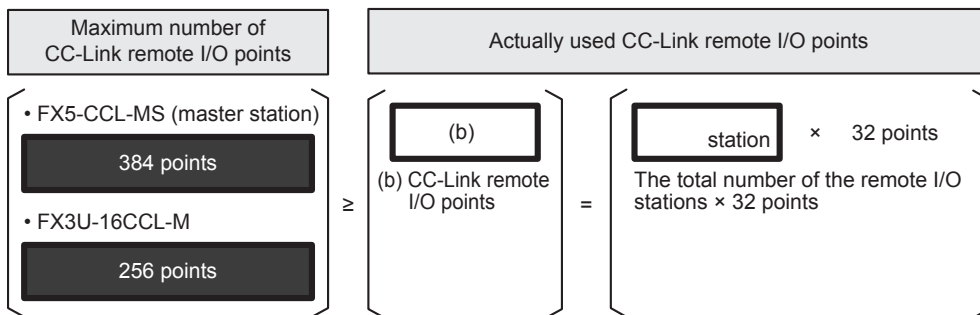 Maximum number of
CC-Link remote I/O points
Actually used CC-Link remote I/O points
• FX5-CCL-MS (master station)
384 points
• FX3U-16CCL-M
256 points
≥
(b)
(b) CC-Link remote
I/O points
=
station × 32 points
The total number of the remote I/O
stations × 32 points